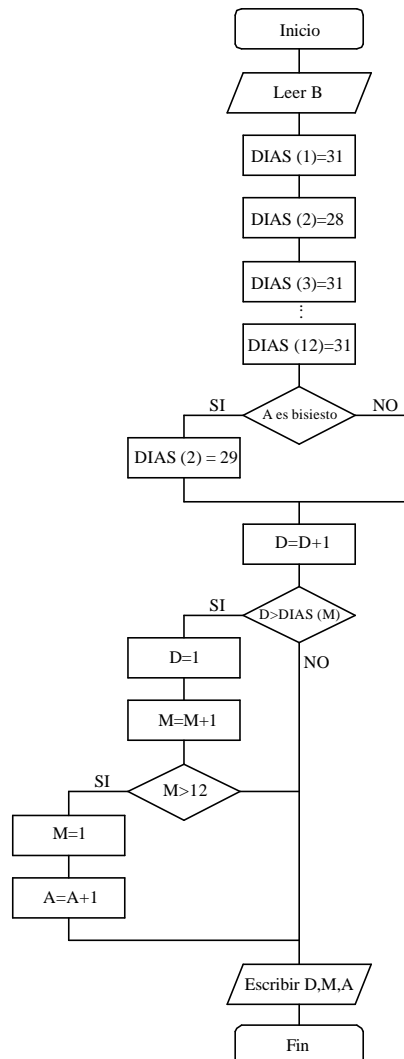 Inicio
Leer B
DIAS (1)=31
DIAS (2)=28
DIAS (3)=31
⋮
DIAS (12)=31
SI
A es bisiesto
NO
DIAS (2) = 29
D=D+1
SI
D>DIAS (M)
D=1
NO
M=M+1
SI
M>12
M=1
A=A+1
Escribir D,M,A
Fin